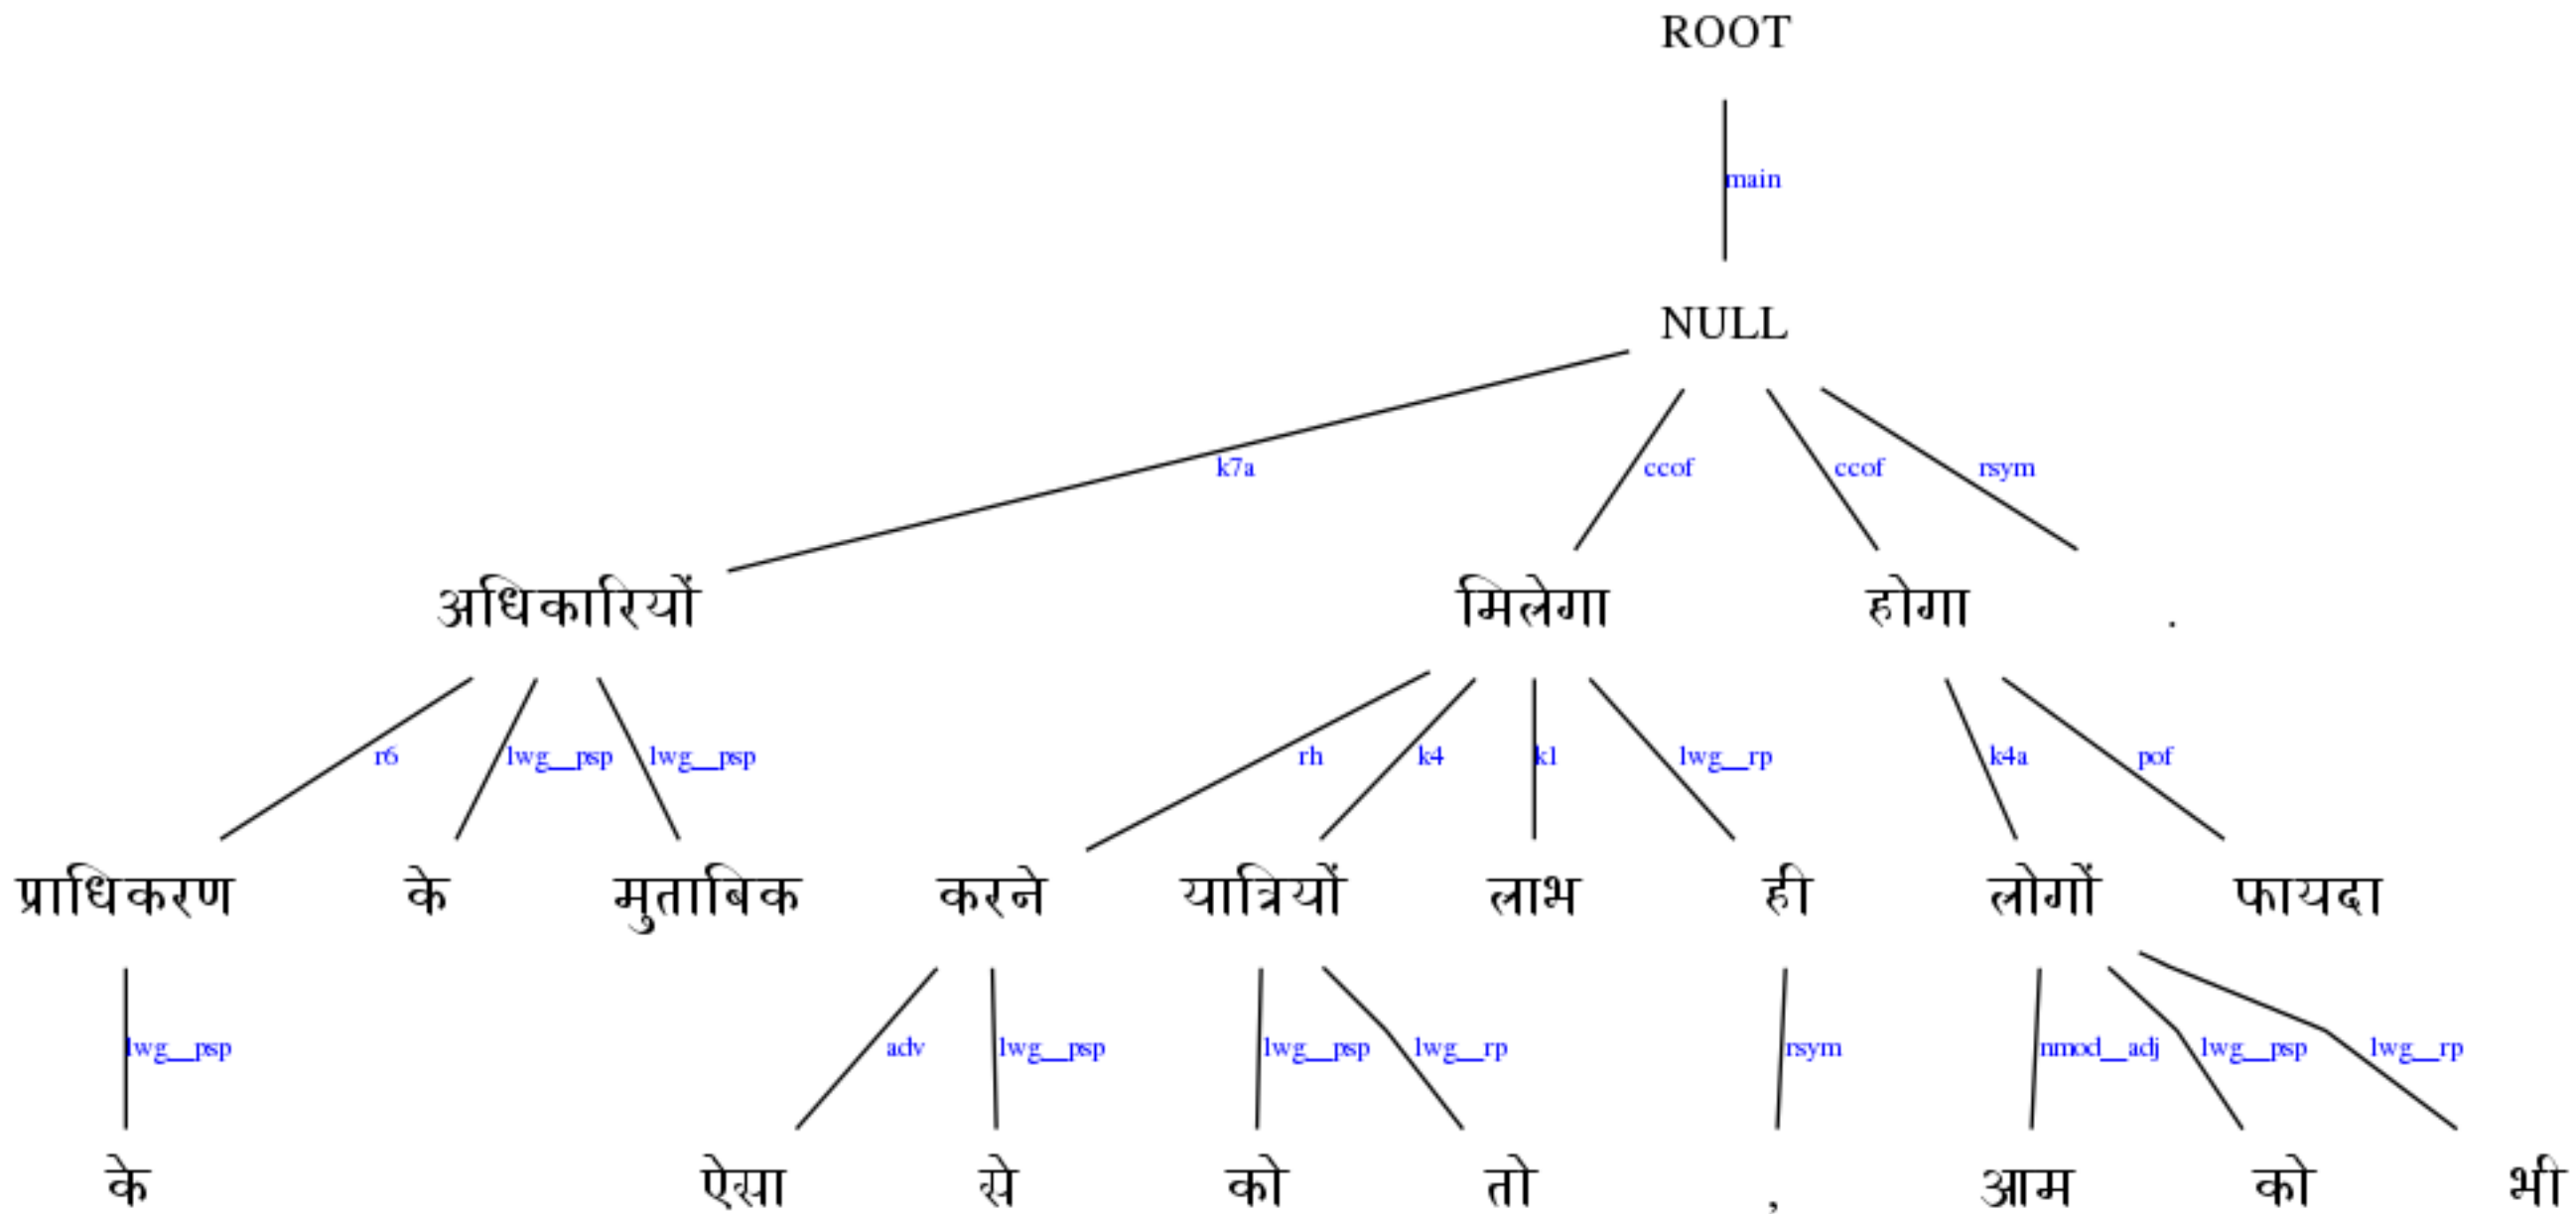 ROOT
main
NULL
k7a ccof ccof rsym
अधिकारियों मिलेगा होगा .
r6 lwg__psp lwg__psp rh k4 k1 lwg__rp k4a pof
प्राधिकरण के मुताबिक करने यात्रियों लाभ ही लोगों फायदा
lwg__psp adv lwg__psp lwg__psp lwg__rp rsym nmod__adj lwg__psp lwg__rp
के ऐसा से को तो , आम को भी